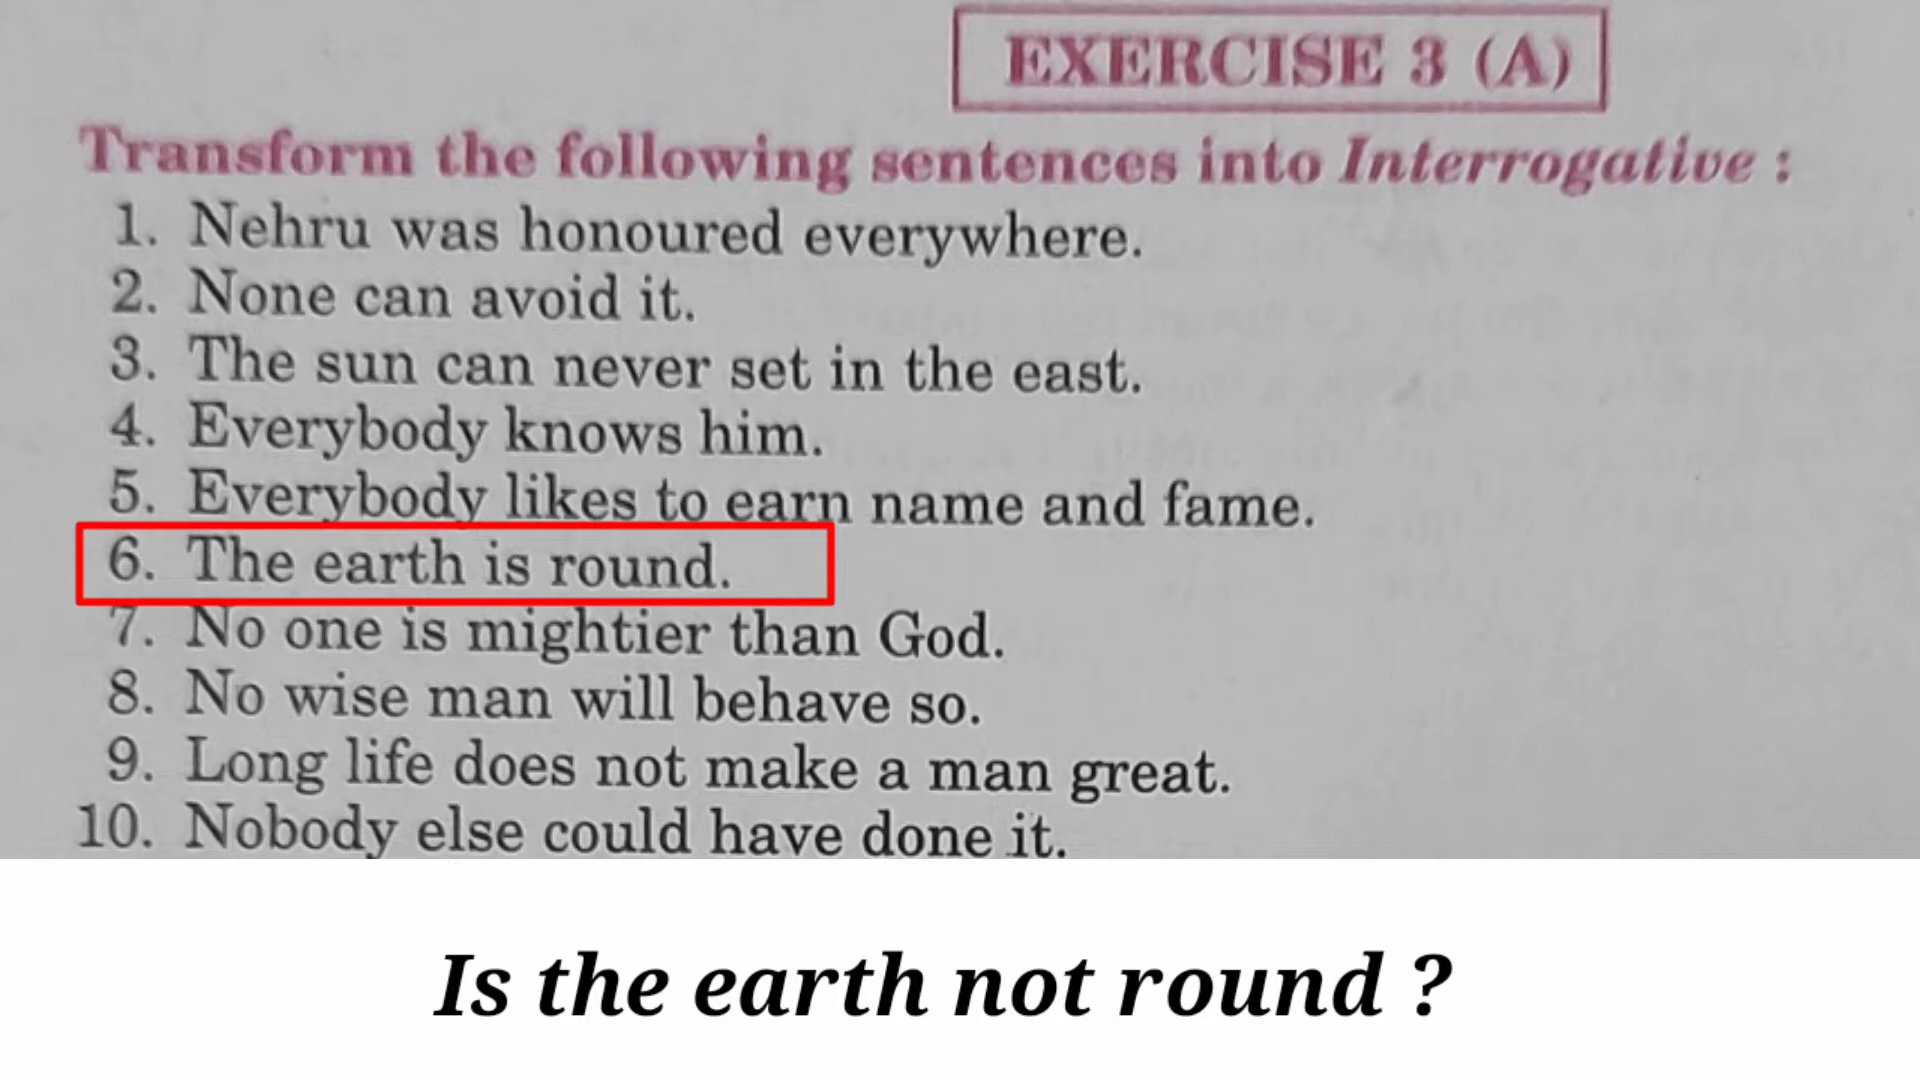 EXERCISE 3 (A)
Transform the following sentences into Interrogative :
1. Nehru was honoured everywhere.
2. None can avoid it.
3. The sun can never set in the east.
4. Everybody knows him.
5. Everybody likes to earn name and fame.
6. The earth is round.
7. No one is mightier than God.
8. No wise man will behave so.
9. Long life does not make a man great.
10. Nobody else could have done it.
Is the earth not round ?